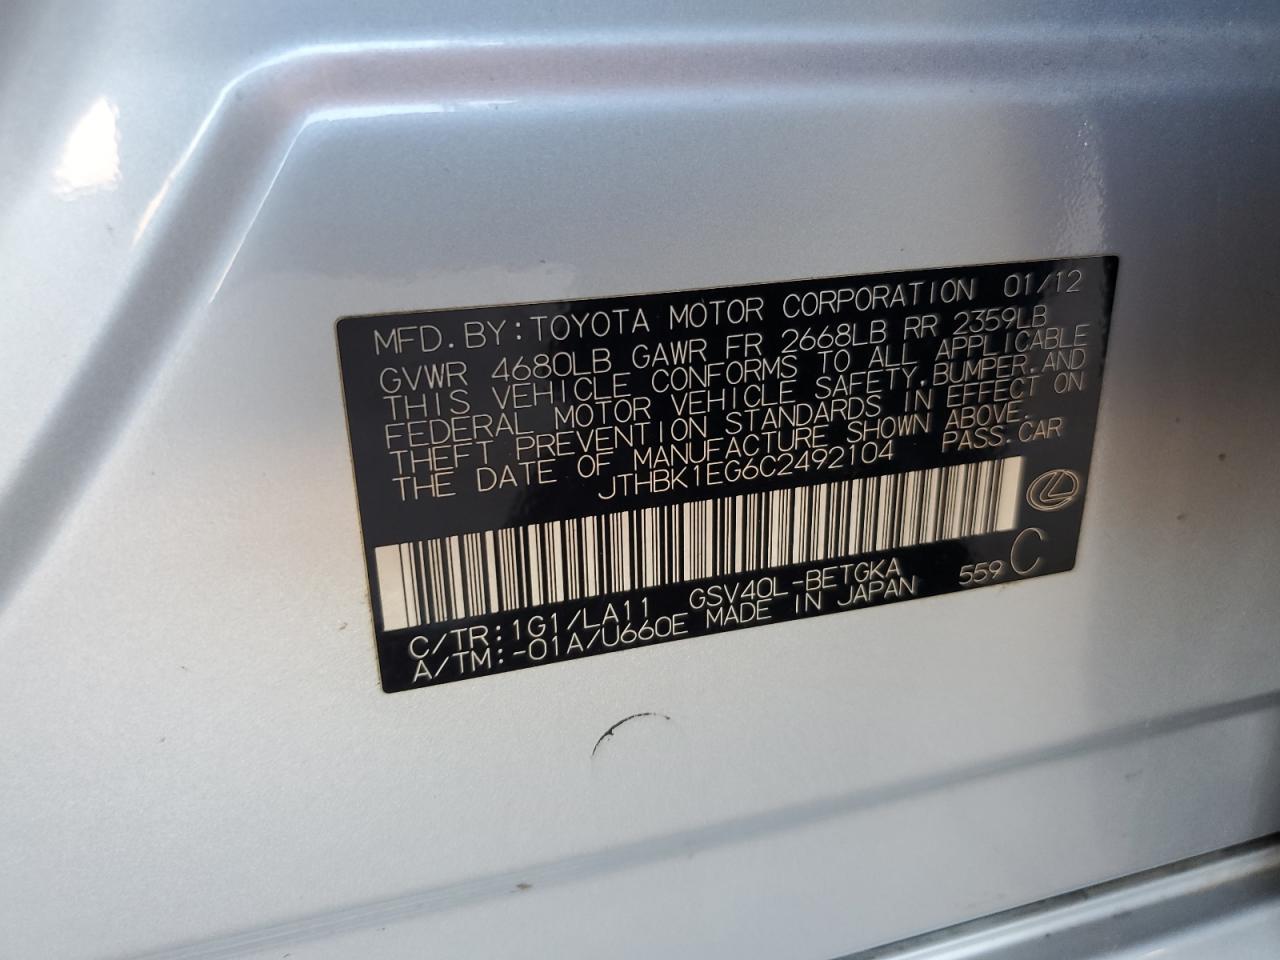 MFD. BY: TOYOTA MOTOR CORPORATION 01/12
GVWR 4680LB GAWR FR 2668LB RR 2359LB
THIS VEHICLE CONFORMS TO ALL APPLICABLE
FEDERAL MOTOR VEHICLE SAFETY, BUMPER, AND
THEFT PREVENTION STANDARDS IN EFFECT ON
THE DATE OF MANUFACTURE SHOWN ABOVE.
JTHBK1EG6C2492104 PASS. CAR
C/TR: 1G1/LA11 GSV40L-BETGKA 559 C
A/TM: -01A/U660E MADE IN JAPAN